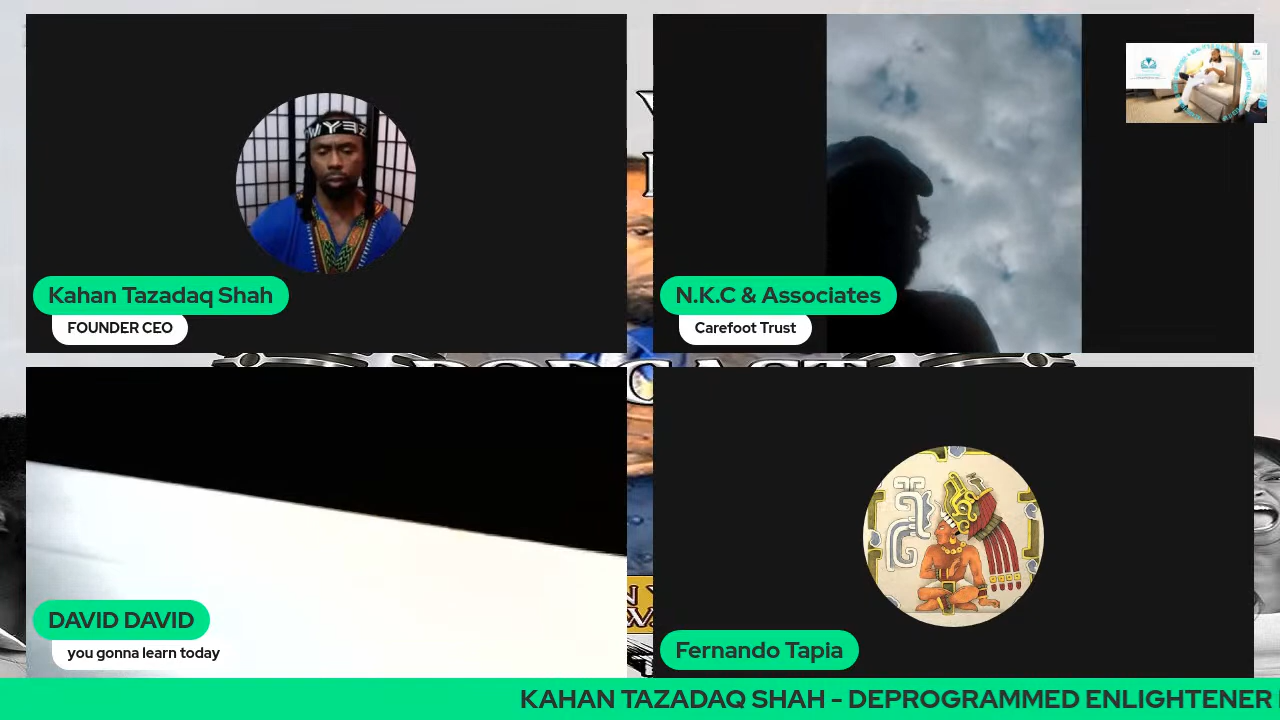 Kahan Tazadaq Shah
FOUNDER CEO
N.K.C & Associates
Carefoot Trust
DAVID DAVID
you gonna learn today
Fernando Tapia
KAHAN TAZADAQ SHAH - DEPROGRAMMED ENLIGHTENER